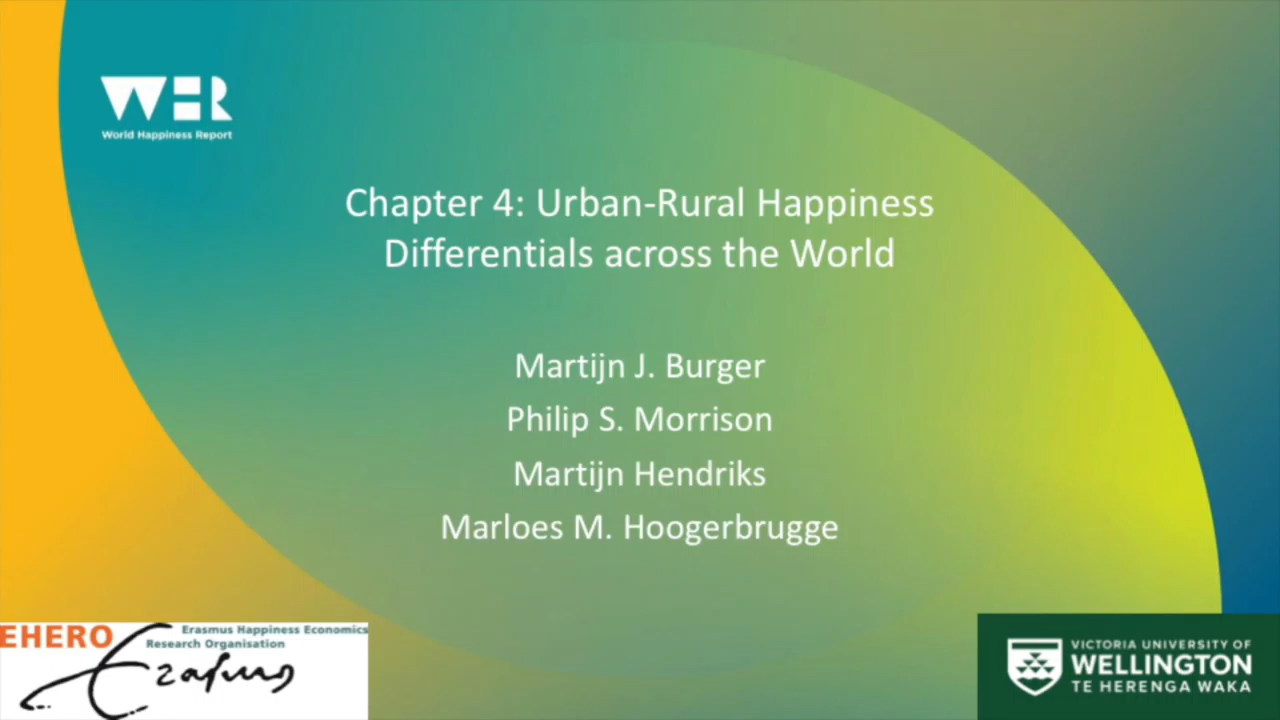 WHR
World Happiness Report
Chapter 4: Urban-Rural Happiness
Differentials across the World
Martijn J. Burger
Philip S. Morrison
Martijn Hendriks
Marloes M. Hoogerbrugge
EHERO
Erasmus Happiness Economics
Research Organisation
Erasmus
VICTORIA UNIVERSITY OF
WELLINGTON
TE HERENGA WAKA